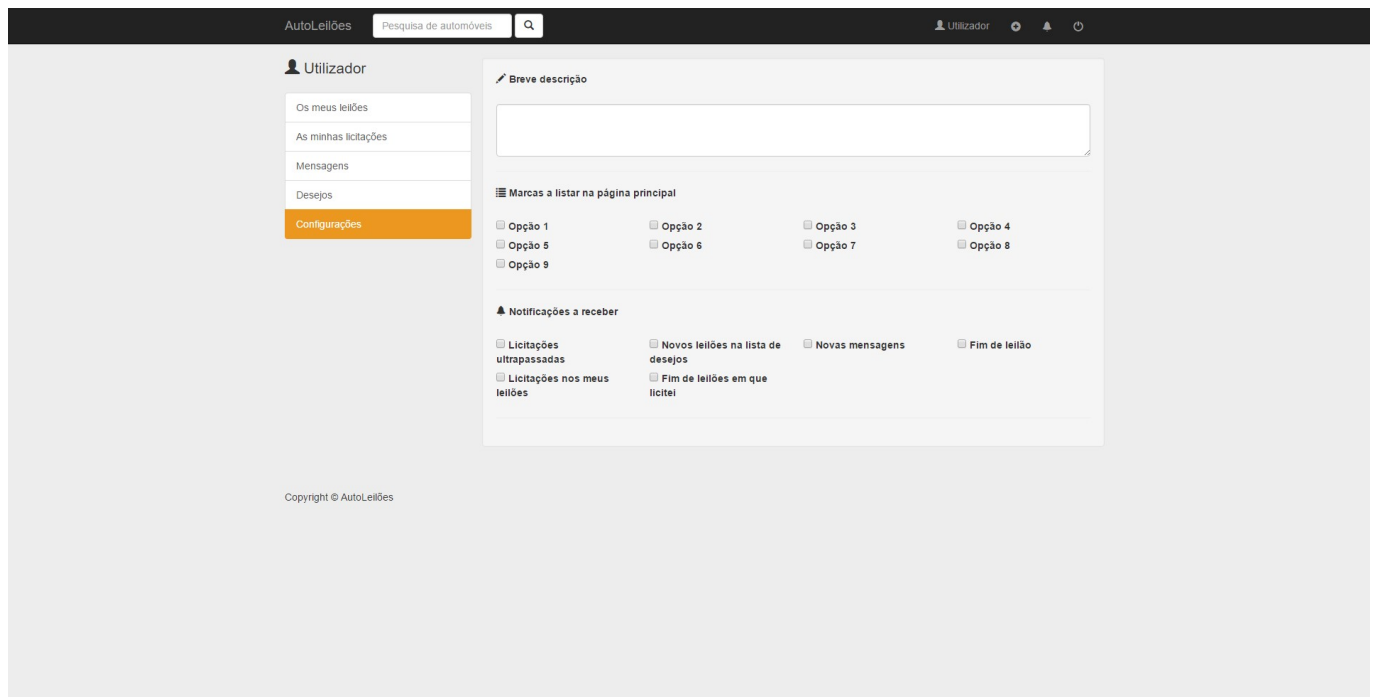 AutoLeilões Pesquisa de automóveis Utilizador
Utilizador
Os meus leilões
As minhas licitações
Mensagens
Desejos
Configurações
Breve descrição
Marcas a listar na página principal
Opção 1 Opção 2 Opção 3 Opção 4
Opção 5 Opção 6 Opção 7 Opção 8
Opção 9
Notificações a receber
Licitações Novos leilões na lista de Novas mensagens Fim de leilão
ultrapassadas desejos
Licitações nos meus Fim de leilões em que
leilões licitei
Copyright © AutoLeilões